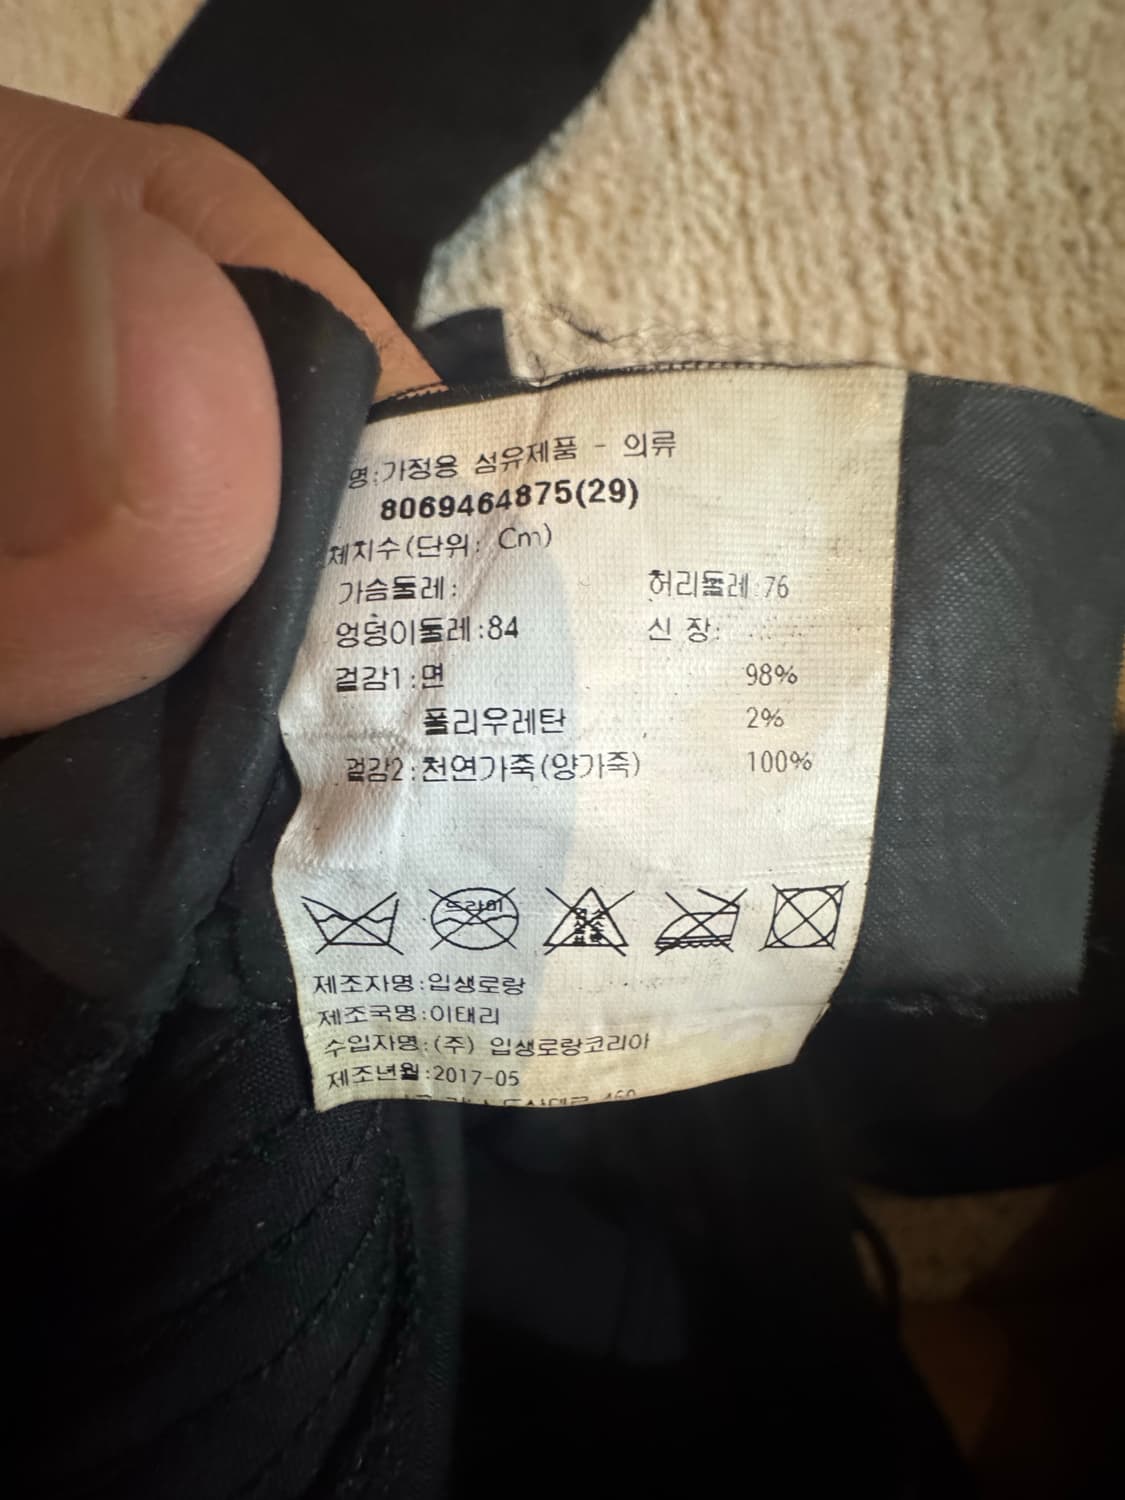 명:가정용 섬유제품 - 의류
8069464875(29)
체치수(단위: Cm)
가슴둘레: 허리둘레:76
엉덩이둘레:84 신 장:
겉감1:면 98%
폴리우레탄 2%
겉감2:천연가죽(양가죽) 100%
드라이
제조자명:입생로랑
제조국명:이태리
수입자명:(주) 입생로랑코리아
제조년월:2017-05